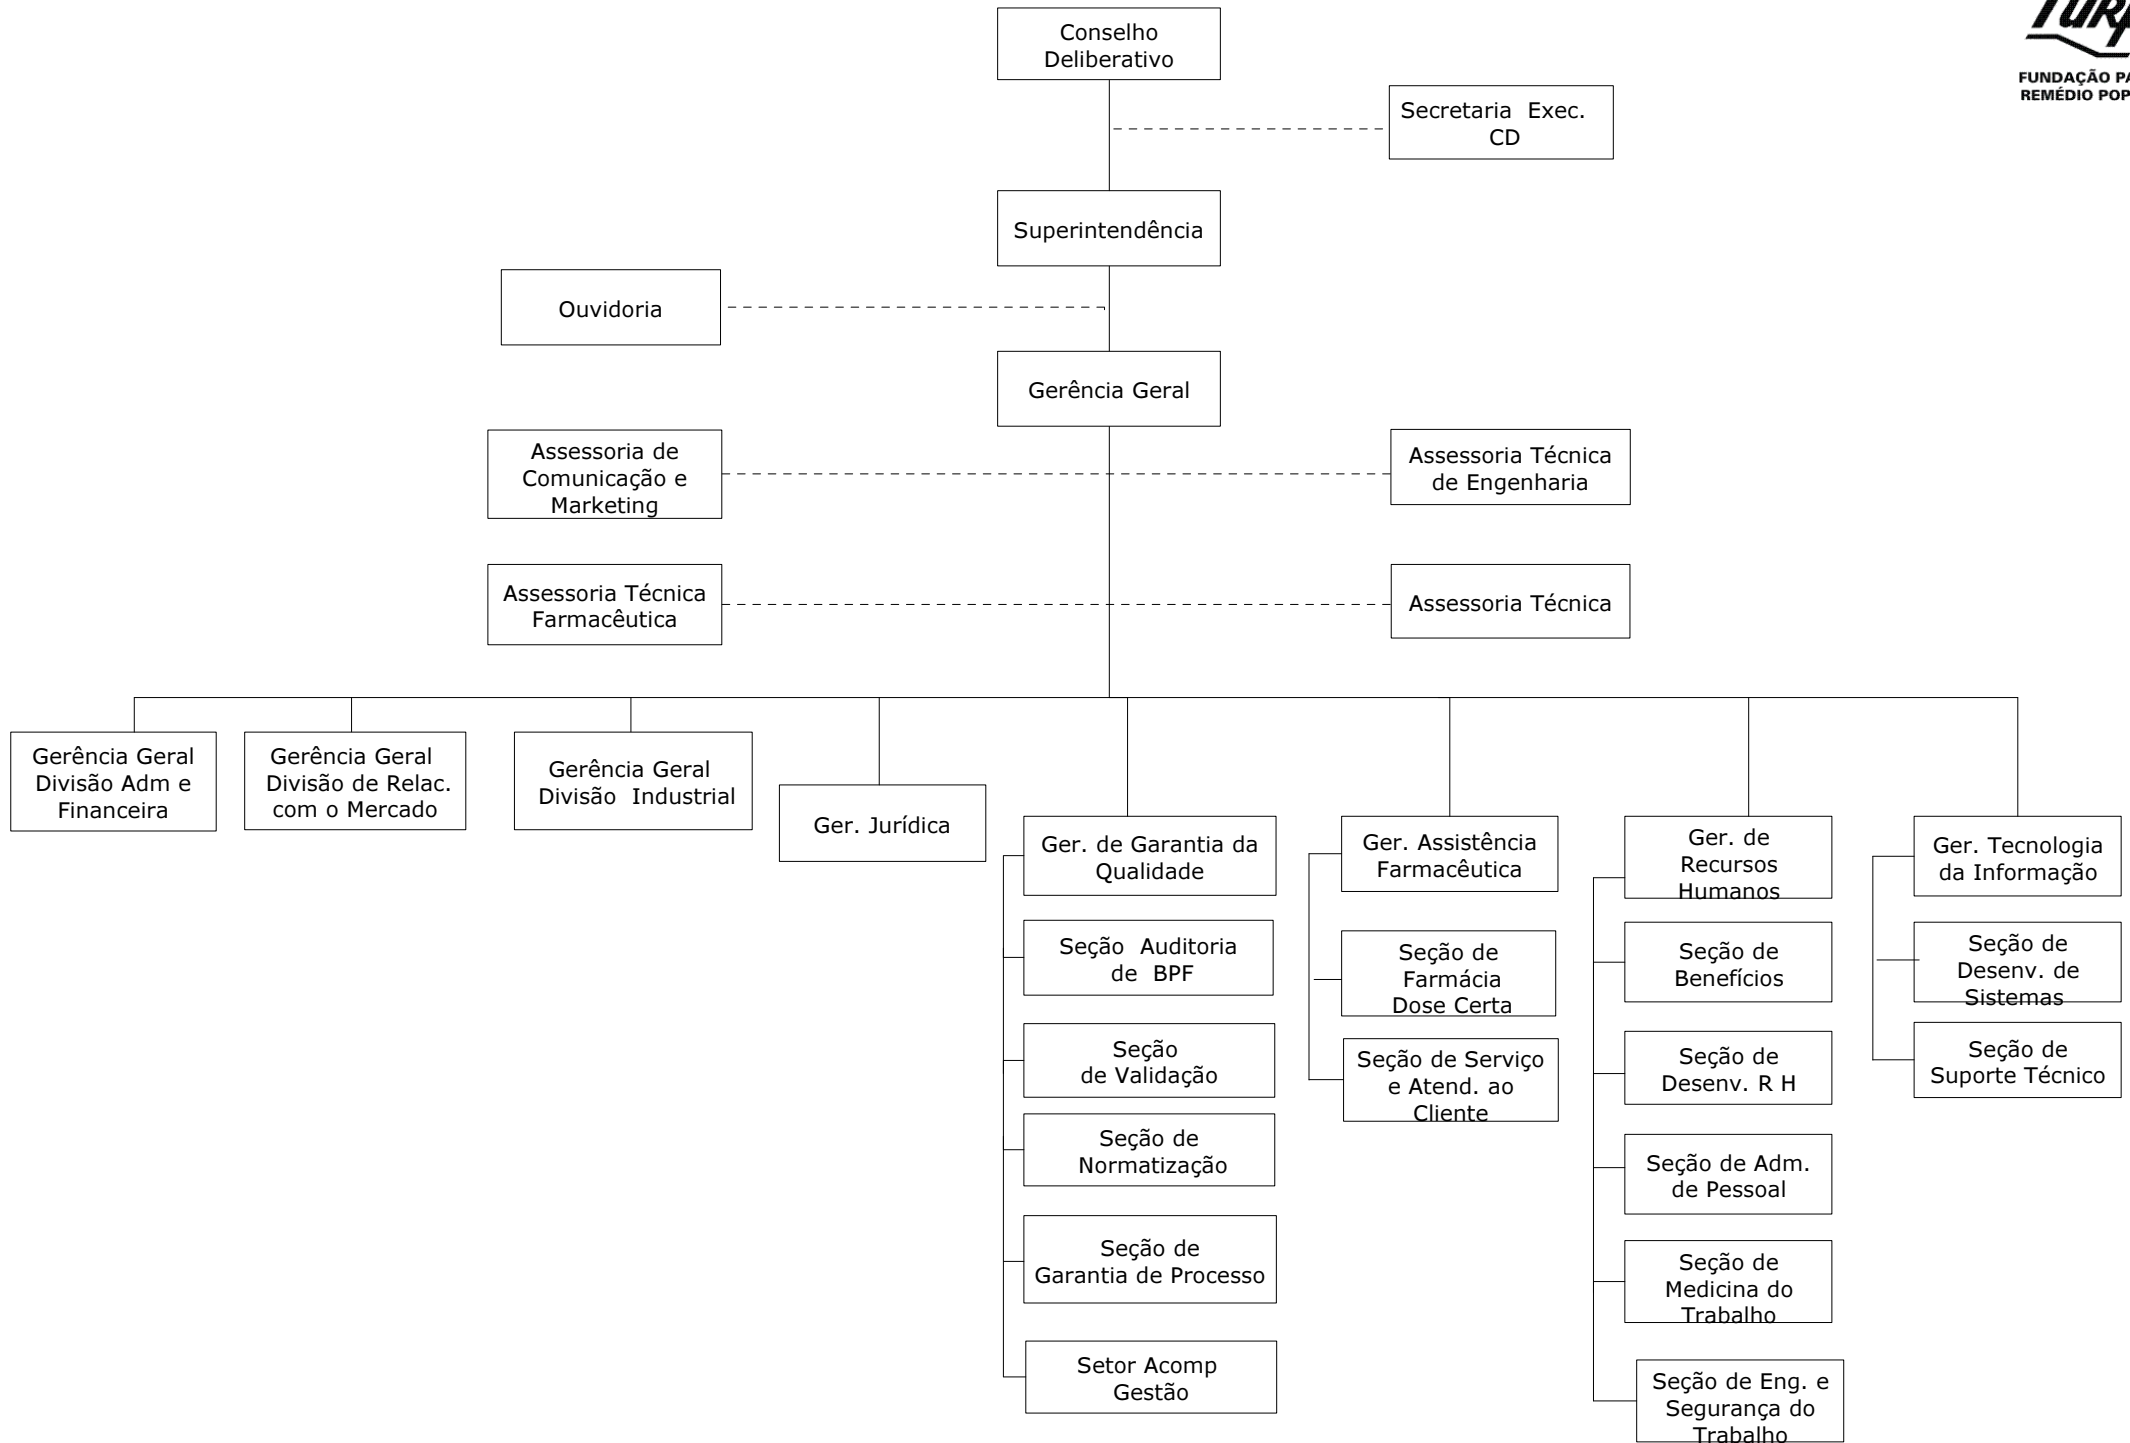 Conselho
Deliberativo
FUNDAÇÃO
REMÉDIO
Secretaria Exec.
CD
Superintendência
Ouvidoria
Gerência Geral
Assessoria de
Comunicação e
Marketing
Assessoria Técnica
de Engenharia
Assessoria Técnica
Farmacêutica
Assessoria Técnica
Gerência Geral
Divisão Adm e
Financeira
Gerência Geral
Divisão de Relac.
com o Mercado
Gerência Geral
Divisão Industrial
Ger. Jurídica
Ger. de Garantia da
Qualidade
Seção Auditoria
de BPF
Seção
de Validação
Seção de
Normatização
Seção de
Garantia de Processo
Setor Acomp
Gestão
Ger. Assistência
Farmacêutica
Seção de
Farmácia
Dose Certa
Seção de Serviço
e Atend. ao
Cliente
Ger. de
Recursos
Humanos
Seção de
Benefícios
Seção de
Desenv. R H
Seção de Adm.
de Pessoal
Seção de
Medicina do
Trabalho
Seção de Eng. e
Segurança do
Trabalho
Ger. Tecnologia
da Informação
Seção de
Desenv. de
Sistemas
Seção de
Suporte Técnico